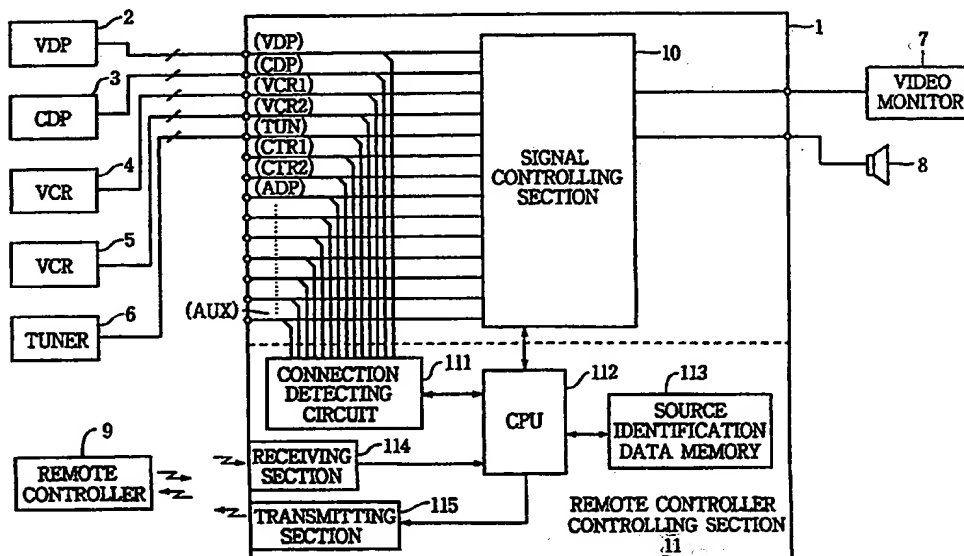 2
VDP
3
CDP
4
VCR
5
VCR
6
TUNER
9
REMOTE
CONTROLLER
(VDP)
(CDP)
(VCR1)
(VCR2)
(TUN)
(CTR1)
(CTR2)
(ADP)
(AUX)
10
SIGNAL
CONTROLLING
SECTION
1
7
VIDEO
MONITOR
8
111
CONNECTION
DETECTING
CIRCUIT
112
CPU
113
SOURCE
IDENTIFICATION
DATA MEMORY
114
RECEIVING
SECTION
115
TRANSMITTING
SECTION
REMOTE CONTROLLER
CONTROLLING SECTION
11